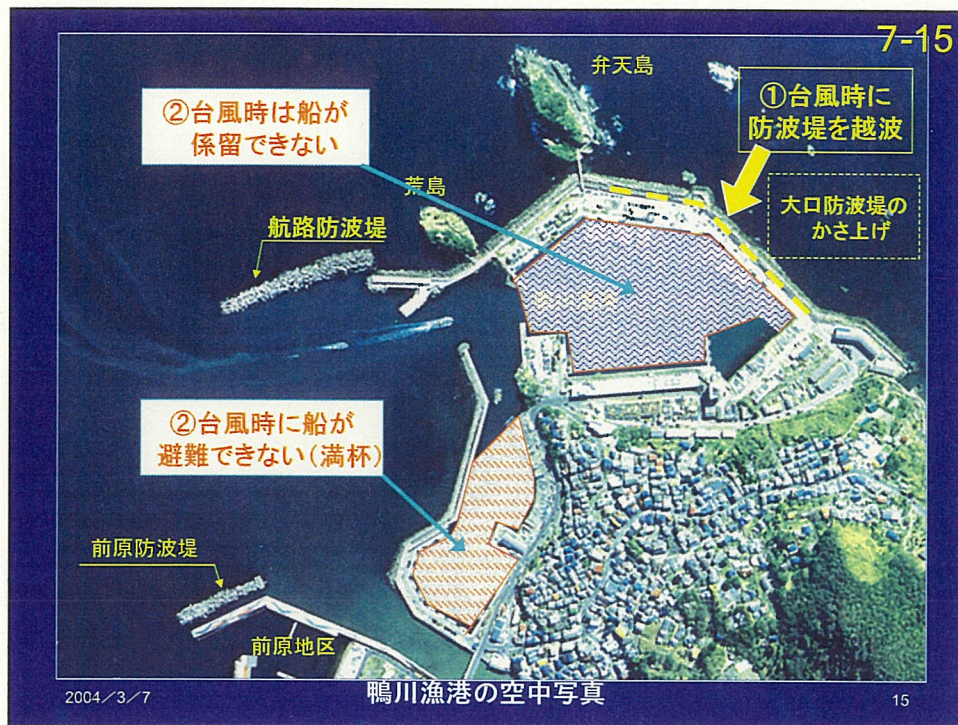 7-15
弁天島
①台風時に
防波堤を越波
②台風時は船が
係留できない
荒島
大口防波堤の
かさ上げ
航路防波堤
②台風時に船が
避難できない(満杯)
前原防波堤
前原地区
2004/3/7
鴨川漁港の空中写真
15